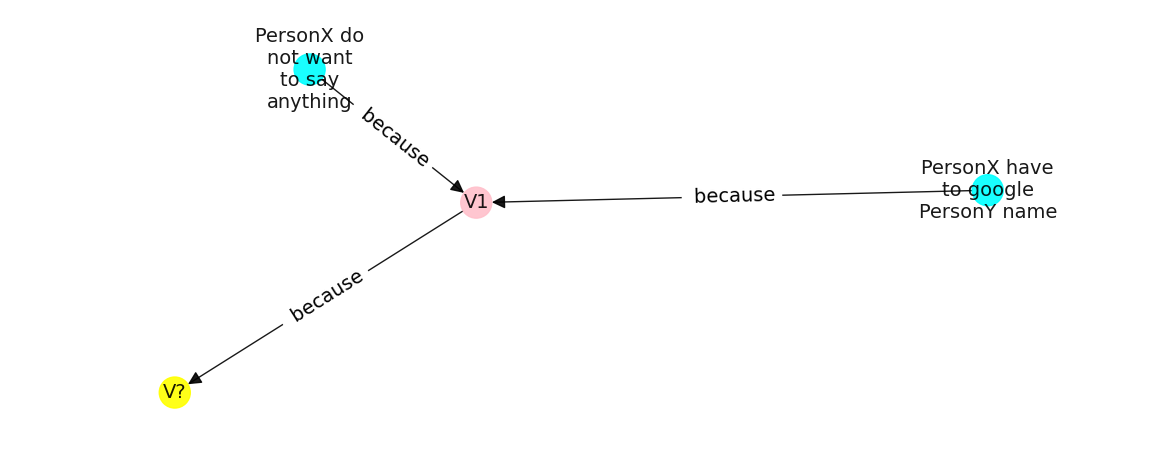 PersonX do
not want
to say
anything
because
PersonX have
to google
PersonY name
because
V1
because
V?